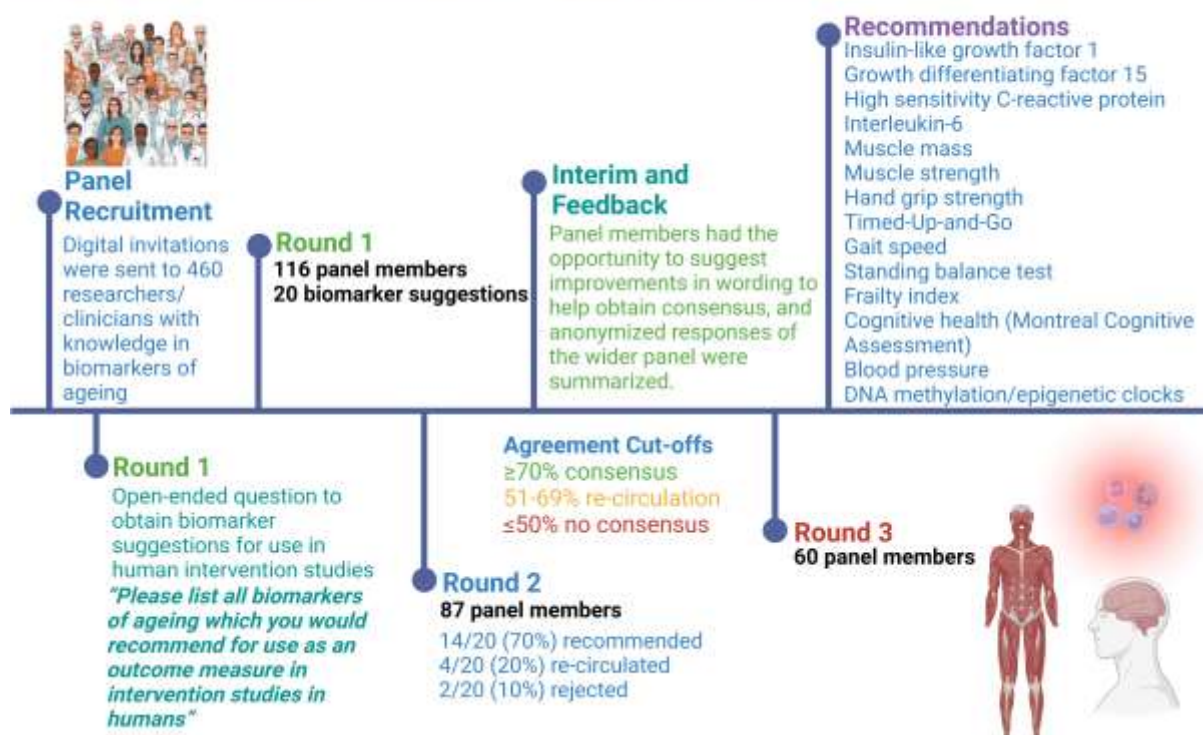 Panel
Recruitment
Digital invitations
were sent to 460
researchers/
clinicians with
knowledge in
biomarkers of
ageing
Round 1
Open-ended question to
obtain biomarker
suggestions for use in
human intervention studies
"Please list all biomarkers
of ageing which you would
recommend for use as an
outcome measure in
intervention studies in
humans"
Round 1
116 panel members
20 biomarker suggestions
Round 2
87 panel members
14/20 (70%) recommended
4/20 (20%) re-circulated
2/20 (10%) rejected
Interim and
Feedback
Panel members had the
opportunity to suggest
improvements in wording to
help obtain consensus, and
anonymized responses of
the wider panel were
summarized.
Agreement Cut-offs
≥70% consensus
51-69% re-circulation
≤50% no consensus
Round 3
60 panel members
Recommendations
Insulin-like growth factor 1
Growth differentiating factor 15
High sensitivity C-reactive protein
Interleukin-6
Muscle mass
Muscle strength
Hand grip strength
Timed-Up-and-Go
Gait speed
Standing balance test
Frailty index
Cognitive health (Montreal Cognitive
Assessment)
Blood pressure
DNA methylation/epigenetic clocks